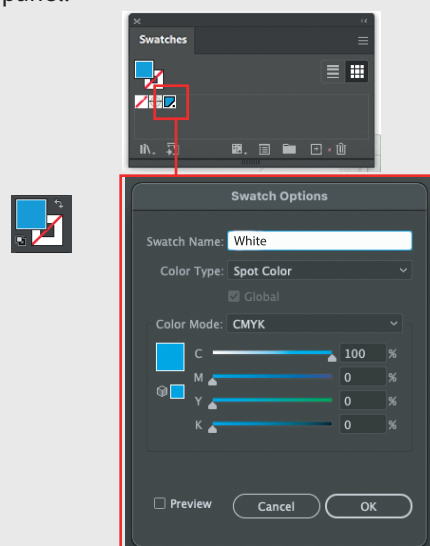 panel.
Swatches
Swatch Options
Swatch Name: White
Color Type: Spot Color
Global
Color Mode: CMYK
C 100 %
M 0 %
Y 0 %
K 0 %
Preview Cancel OK